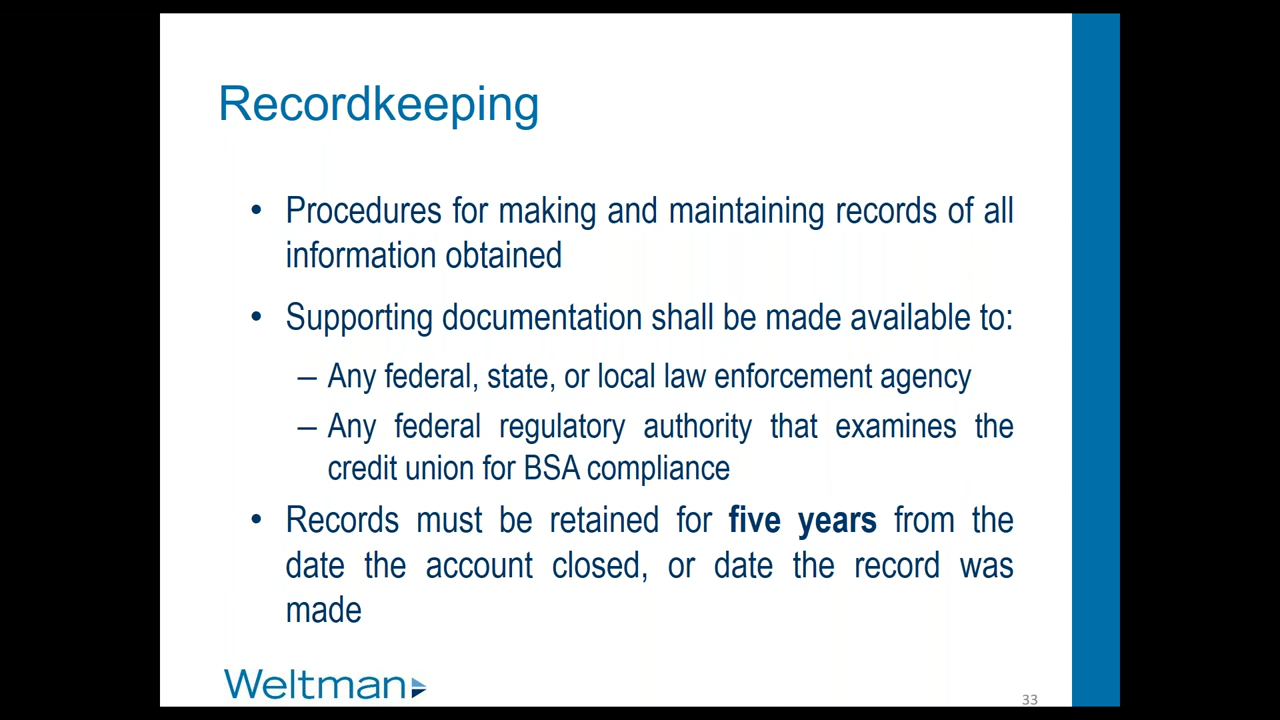 Recordkeeping
• Procedures for making and maintaining records of all
information obtained
• Supporting documentation shall be made available to:
– Any federal, state, or local law enforcement agency
– Any federal regulatory authority that examines the
credit union for BSA compliance
• Records must be retained for five years from the
date the account closed, or date the record was
made
Weltman
33